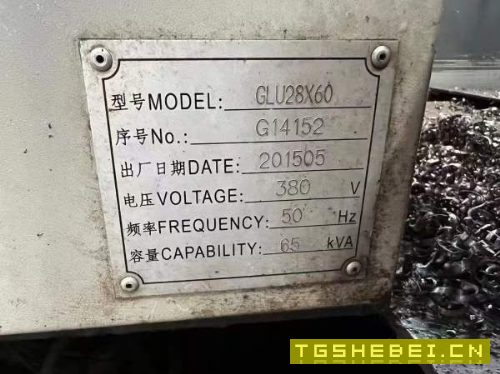 型号MODEL: GLU28X60
序号No.: G14152
出厂日期DATE: 201505
电压VOLTAGE: 380 V
频率FREQUENCY: 50 Hz
容量CAPABILITY: 65 kVA
TGSHEBEI.CN